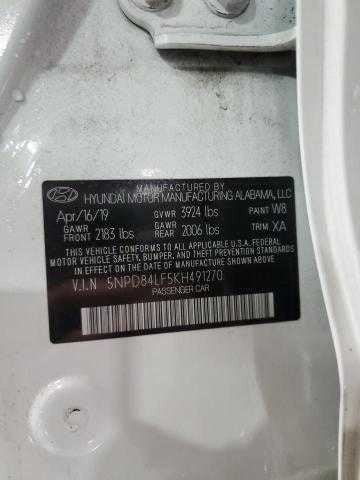 MANUFACTURED BY
HYUNDAI MOTOR MANUFACTURING ALABAMA, LLC
Apr/16/19 GVWR 3924 lbs PAINT W8
GAWR FRONT 2183 lbs GAWR REAR 2006 lbs TRIM XA
THIS VEHICLE CONFORMS TO ALL APPLICABLE U.S. FEDERAL MOTOR
VEHICLE SAFETY, BUMPER, AND THEFT PREVENTION STANDARDS
IN EFFECT ON THE DATE OF MANUFACTURE SHOWN ABOVE.
V.I.N 5NPD84LF5KH491270
PASSENGER CAR